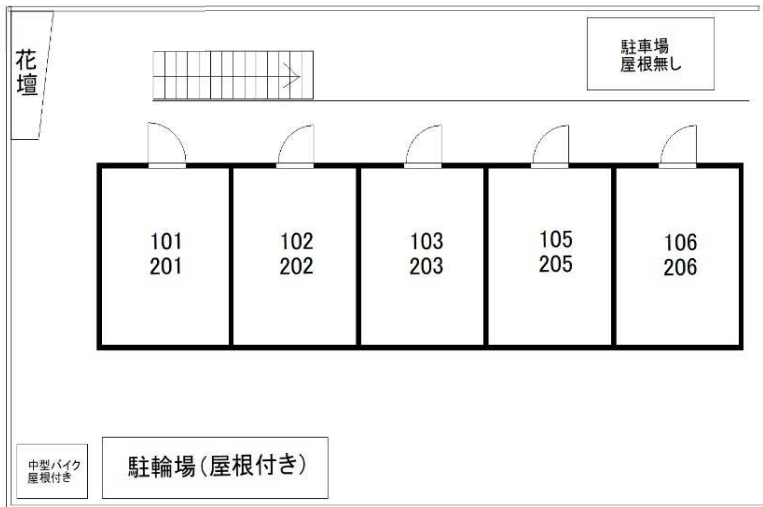 花
壇
駐車場
屋根無し
101
201
102
202
103
203
105
205
106
206
中型バイク
屋根付き
駐輪場(屋根付き)